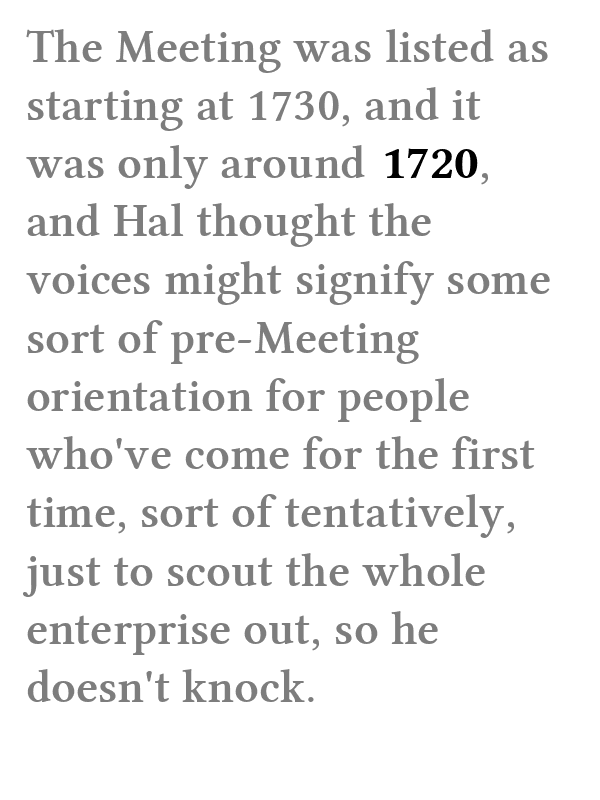 The Meeting was listed as
starting at 1730, and it
was only around 1720,
and Hal thought the
voices might signify some
sort of pre-Meeting
orientation for people
who've come for the first
time, sort of tentatively,
just to scout the whole
enterprise out, so he
doesn't knock.